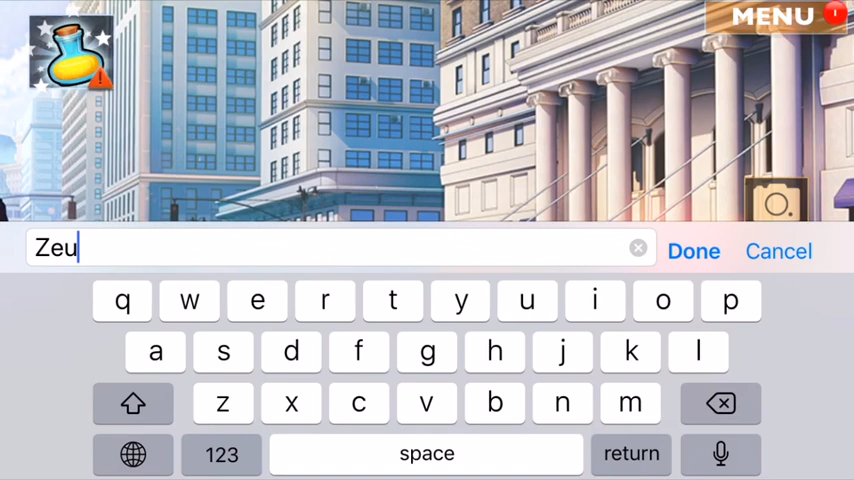 MENU
Zeu
Done Cancel
q w e r t y u i o p
a s d f g h j k l
z x c v b n m
123 space return